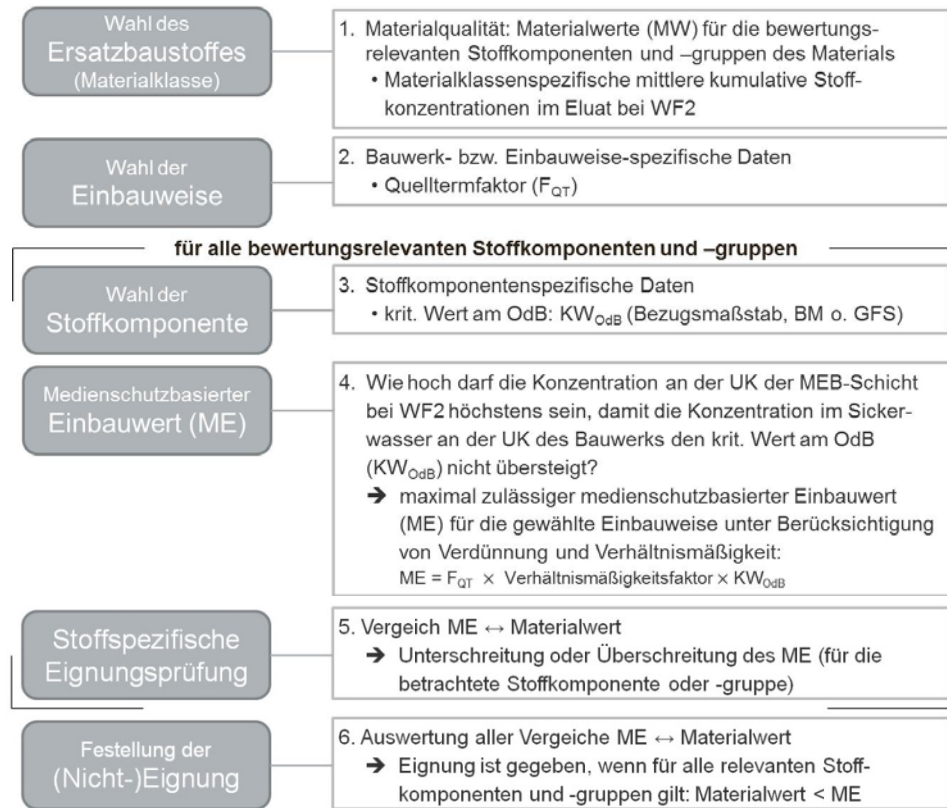 Wahl des
Ersatzbaustoffes
(Materialklasse)
1. Materialqualität: Materialwerte (MW) für die bewertungs-
relevanten Stoffkomponenten und –gruppen des Materials
• Materialklassenspezifische mittlere kumulative Stoff-
konzentrationen im Eluat bei WF2
Wahl der
Einbauweise
2. Bauwerk- bzw. Einbauweise-spezifische Daten
• Quelltermfaktor (F_QT)
für alle bewertungsrelevanten Stoffkomponenten und –gruppen
Wahl der
Stoffkomponente
3. Stoffkomponentenspezifische Daten
• krit. Wert am OdB: KW_OdB (Bezugsmaßstab, BM o. GFS)
Medienschutzbasierter
Einbauwert (ME)
4. Wie hoch darf die Konzentration an der UK der MEB-Schicht
bei WF2 höchstens sein, damit die Konzentration im Sicker-
wasser an der UK des Bauwerks den krit. Wert am OdB
(KW_OdB) nicht übersteigt?
➔ maximal zulässiger medienschutzbasierter Einbauwert
(ME) für die gewählte Einbauweise unter Berücksichtigung
von Verdünnung und Verhältnismäßigkeit:
ME = F_QT × Verhältnismäßigkeitsfaktor × KW_OdB
Stoffspezifische
Eignungsprüfung
5. Vergeich ME ↔ Materialwert
➔ Unterschreitung oder Überschreitung des ME (für die
betrachtete Stoffkomponente oder -gruppe)
Festellung der
(Nicht-)Eignung
6. Auswertung aller Vergeiche ME ↔ Materialwert
➔ Eignung ist gegeben, wenn für alle relevanten Stoff-
komponenten und -gruppen gilt: Materialwert < ME